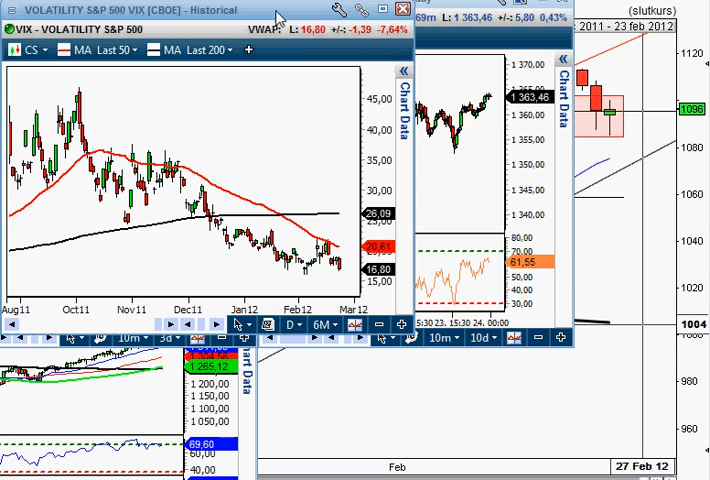 VOLATILITY S&P 500 VIX [CBOE] - Historical
VIX - VOLATILITY S&P 500 VWAP: L: 16,80 +/-: -1,39 -7,64%
CS MA Last 50 MA Last 200
Chart Data
45,00
40,00
35,00
30,00
26,09
20,61
16,80
15,00
Aug11 Oct11 Nov11 Dec11 Jan12 Feb12 Mar12
D 6M
69m L: 1 363,46 +/-: 5,80 0,43%
Chart Data
1 370,00
1 363,46
1 360,00
1 355,00
1 350,00
1 345,00
1 340,00
80,00
70,00
61,55
50,00
40,00
30,00
5:30 23. 15:30 24. 00:00
10m 10d
(slutkurs)
2011 - 23 feb 2012
1120
1096
1080
1060
1040
1020
1004
980
960
Feb 27 Feb 12
10m 3d
Chart Data
1 265,12
1 200,00
1 150,00
1 100,00
1 050,00
69,60
60,00
40,00